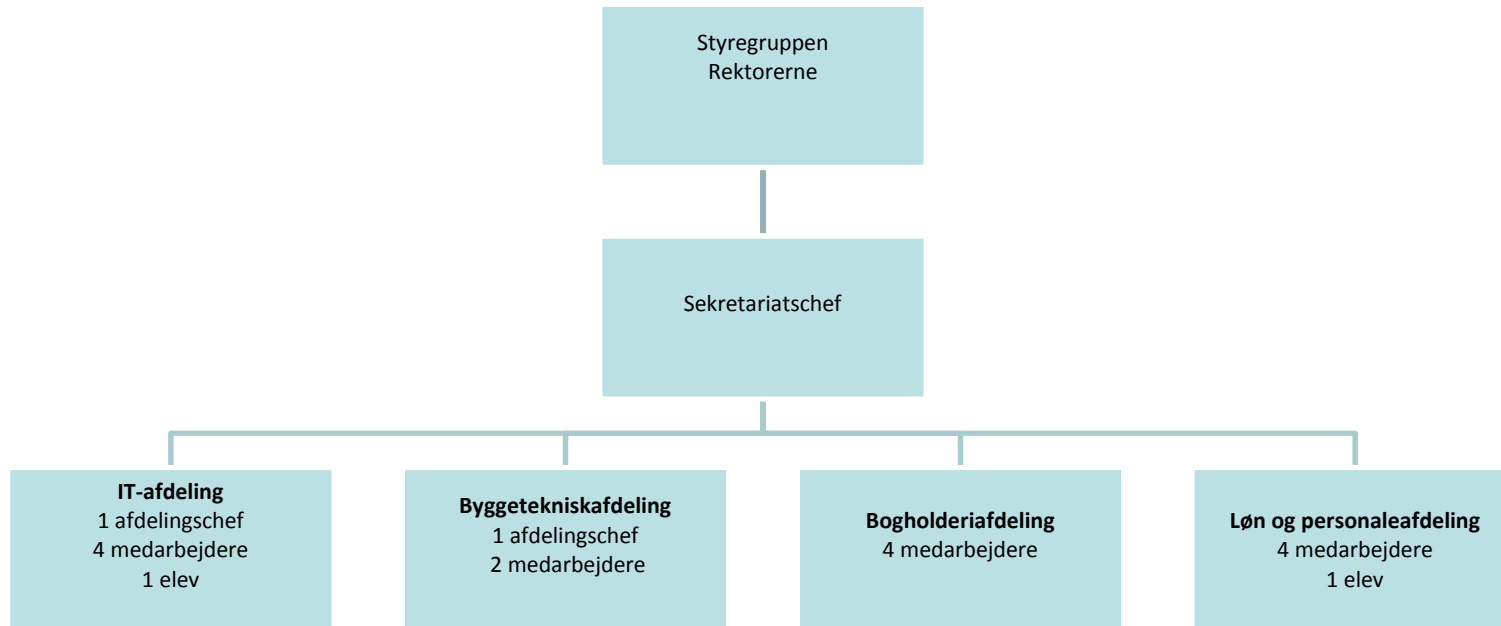 Styregruppen
Rektorerne
Sekretariatschef
IT-afdeling
1 afdelingschef
4 medarbejdere
1 elev
Byggetekniskafdeling
1 afdelingschef
2 medarbejdere
Bogholderiafdeling
4 medarbejdere
Løn og personaleafdeling
4 medarbejdere
1 elev